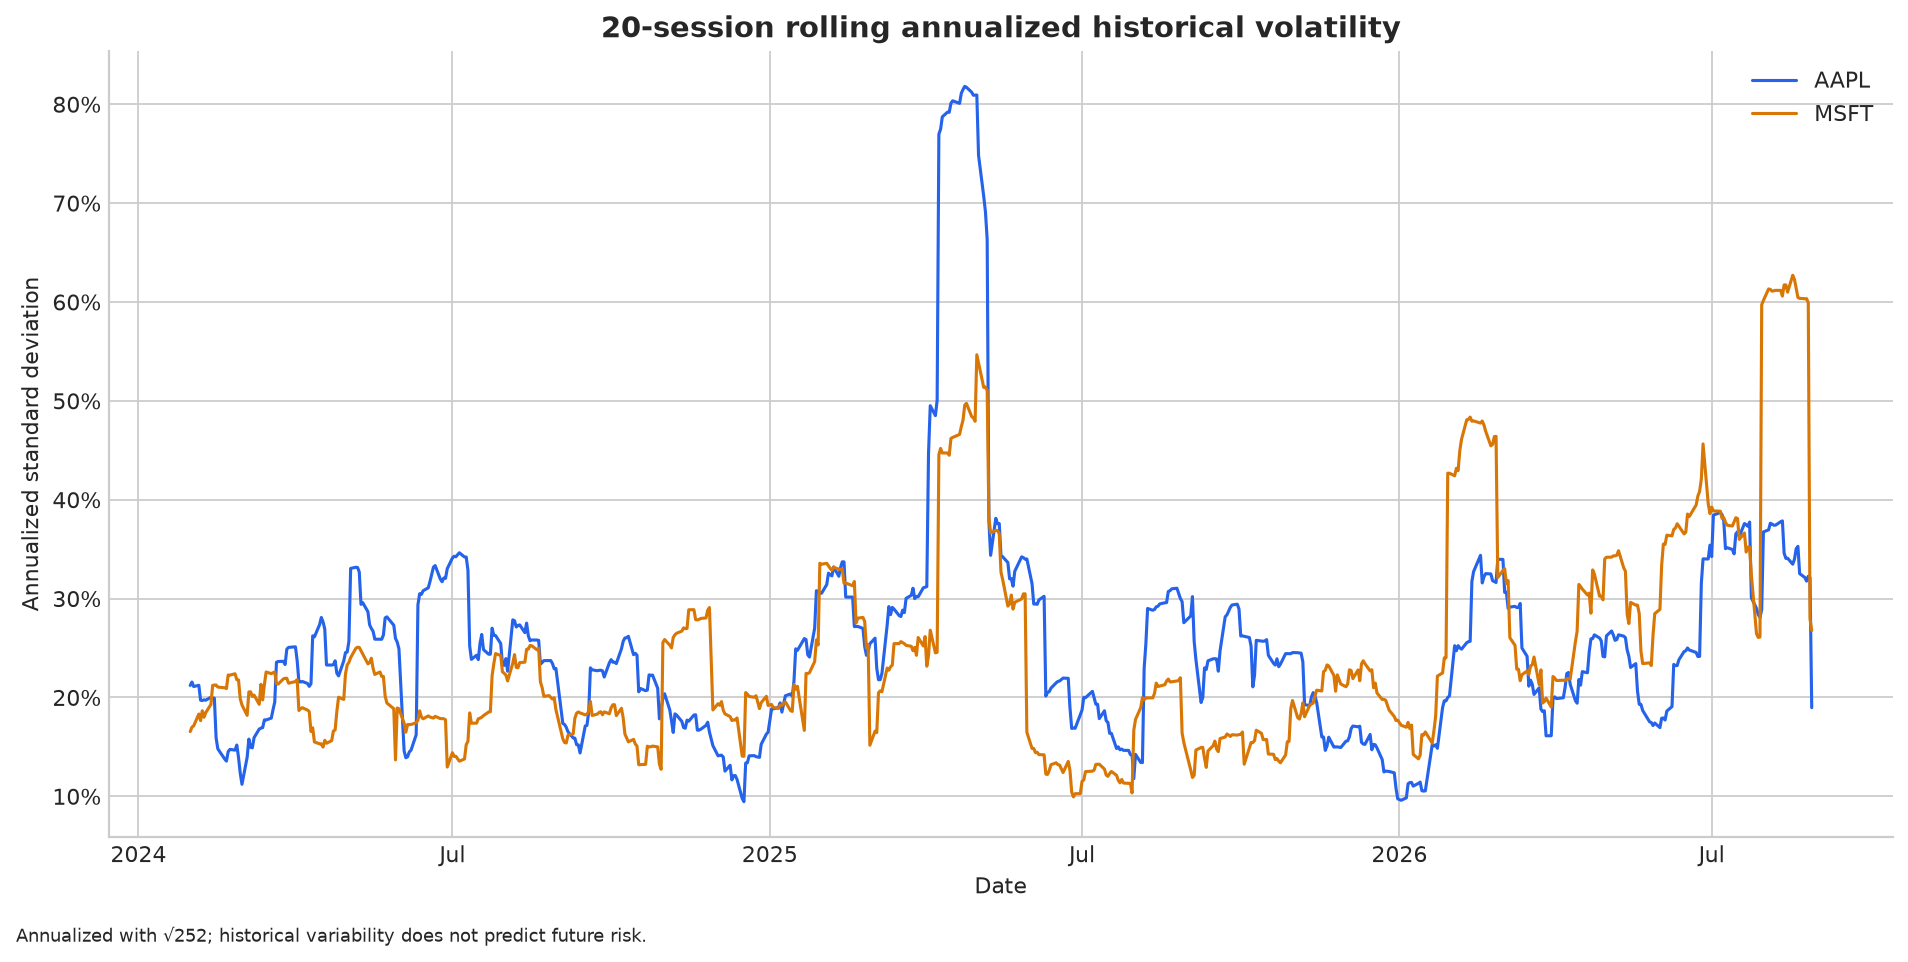 20-session rolling annualized historical volatility
AAPL
MSFT
Annualized standard deviation
80%
70%
60%
50%
40%
30%
20%
10%
2024
Jul
2025
Jul
2026
Jul
Date
Annualized with √252; historical variability does not predict future risk.